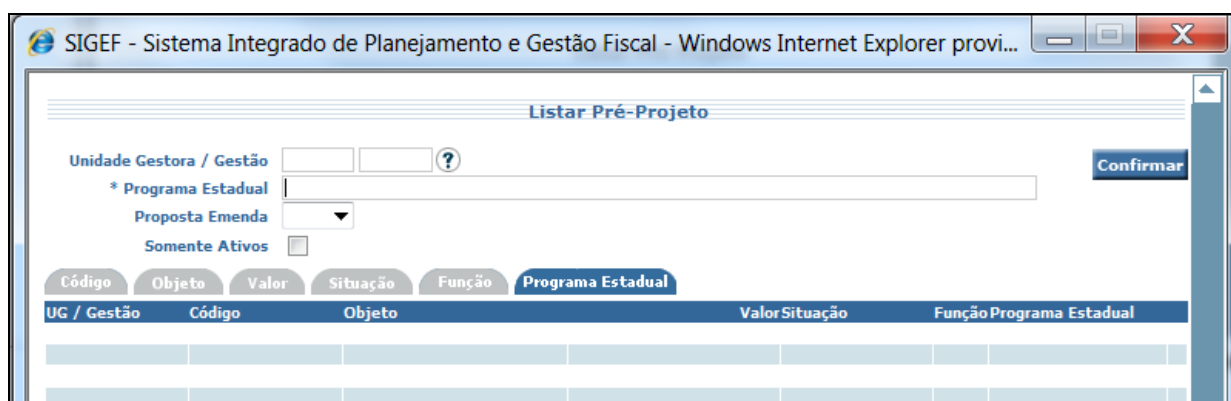 SIGEF - Sistema Integrado de Planejamento e Gestão Fiscal - Windows Internet Explorer provi...
Listar Pré-Projeto
Unidade Gestora / Gestão ?
Confirmar
* Programa Estadual
Proposta Emenda
Somente Ativos
Código Objeto Valor Situação Função Programa Estadual
UG / Gestão Código Objeto Valor Situação Função Programa Estadual